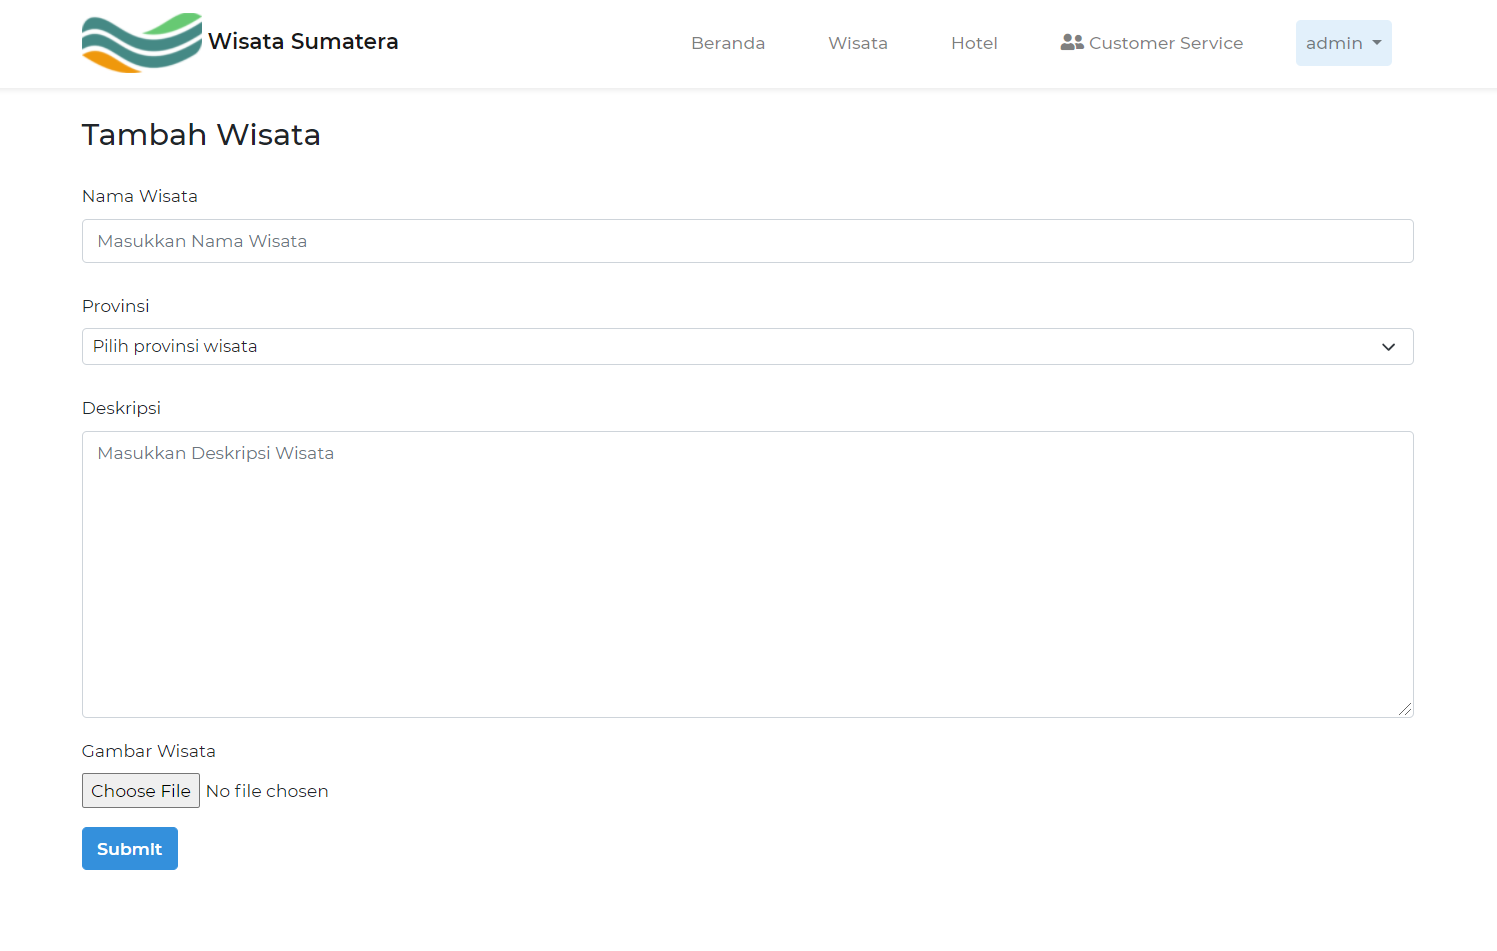 Wisata Sumatera
Beranda
Wisata
Hotel
Customer Service
admin
Tambah Wisata
Nama Wisata
Masukkan Nama Wisata
Provinsi
Pilih provinsi wisata
Deskripsi
Masukkan Deskripsi Wisata
Gambar Wisata
Choose File No file chosen
Submit